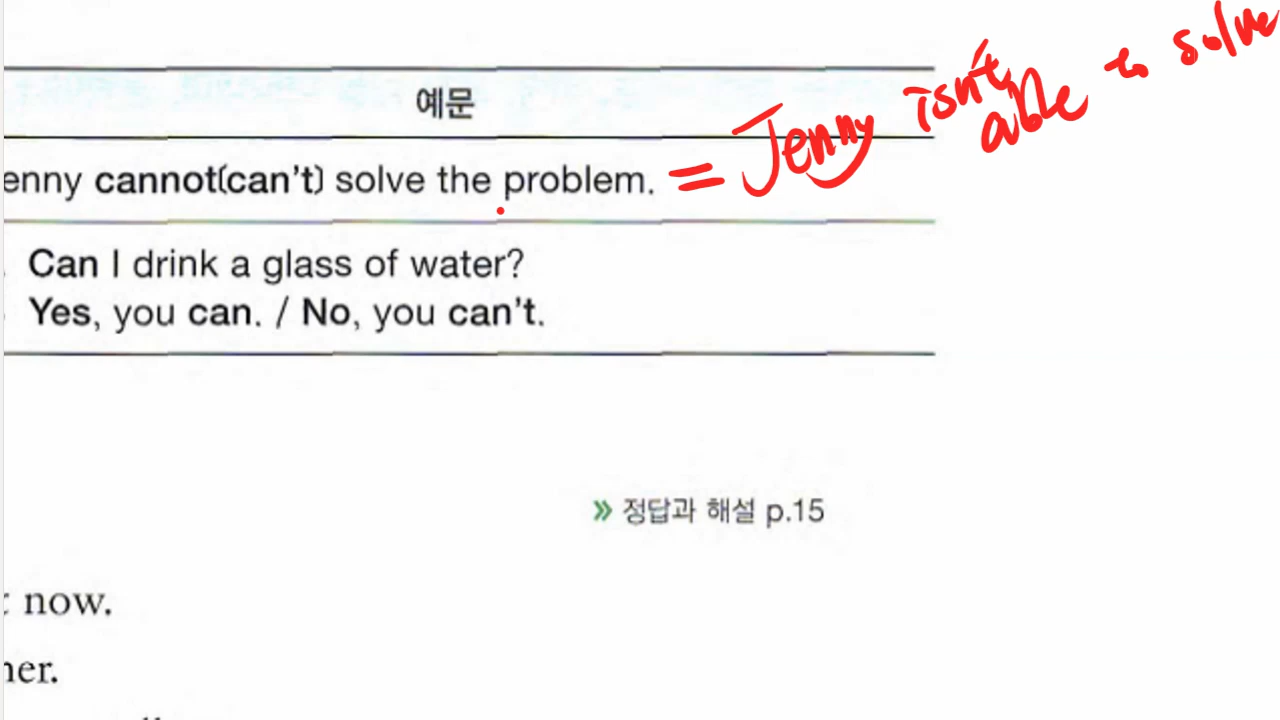 예문
enny cannot(can't) solve the problem. = Jenny isn't able to solve
Can I drink a glass of water?
Yes, you can. / No, you can't.
» 정답과 해설 p.15
now.
her.